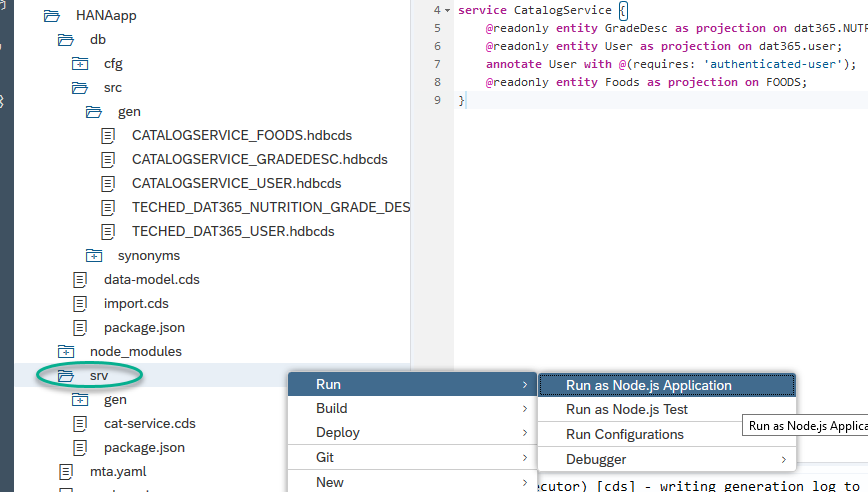 HANAapp
db
cfg
src
gen
CATALOGSERVICE_FOODS.hdbcds
CATALOGSERVICE_GRADEDESC.hdbcds
CATALOGSERVICE_USER.hdbcds
TECHED_DAT365_NUTRITION_GRADE_DES
TECHED_DAT365_USER.hdbcds
synonyms
data-model.cds
import.cds
package.json
node_modules
srv
gen
cat-service.cds
package.json
mta.yaml
4 service CatalogService {
5 @readonly entity GradeDesc as projection on dat365.NUTR
6 @readonly entity User as projection on dat365.user;
7 annotate User with @(requires: 'authenticated-user');
8 @readonly entity Foods as projection on FOODS;
9 }
Run
Build
Deploy
Git
New
Run as Node.js Application
Run as Node.js Test
Run Configurations
Debugger
Run as Node.js Applica
ecutor) [cds] - writing generation log to